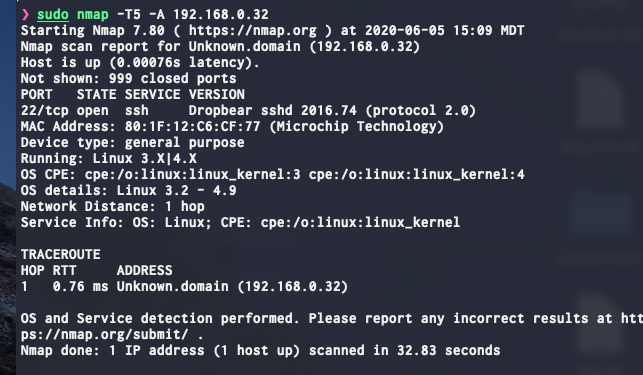 ❯ sudo nmap -T5 -A 192.168.0.32
Starting Nmap 7.80 ( https://nmap.org ) at 2020-06-05 15:09 MDT
Nmap scan report for Unknown.domain (192.168.0.32)
Host is up (0.00076s latency).
Not shown: 999 closed ports
PORT   STATE SERVICE VERSION
22/tcp open  ssh     Dropbear sshd 2016.74 (protocol 2.0)
MAC Address: 80:1F:12:C6:CF:77 (Microchip Technology)
Device type: general purpose
Running: Linux 3.X|4.X
OS CPE: cpe:/o:linux:linux_kernel:3 cpe:/o:linux:linux_kernel:4
OS details: Linux 3.2 - 4.9
Network Distance: 1 hop
Service Info: OS: Linux; CPE: cpe:/o:linux:linux_kernel
TRACEROUTE
HOP RTT     ADDRESS
1   0.76 ms Unknown.domain (192.168.0.32)
OS and Service detection performed. Please report any incorrect results at htt
ps://nmap.org/submit/ .
Nmap done: 1 IP address (1 host up) scanned in 32.83 seconds